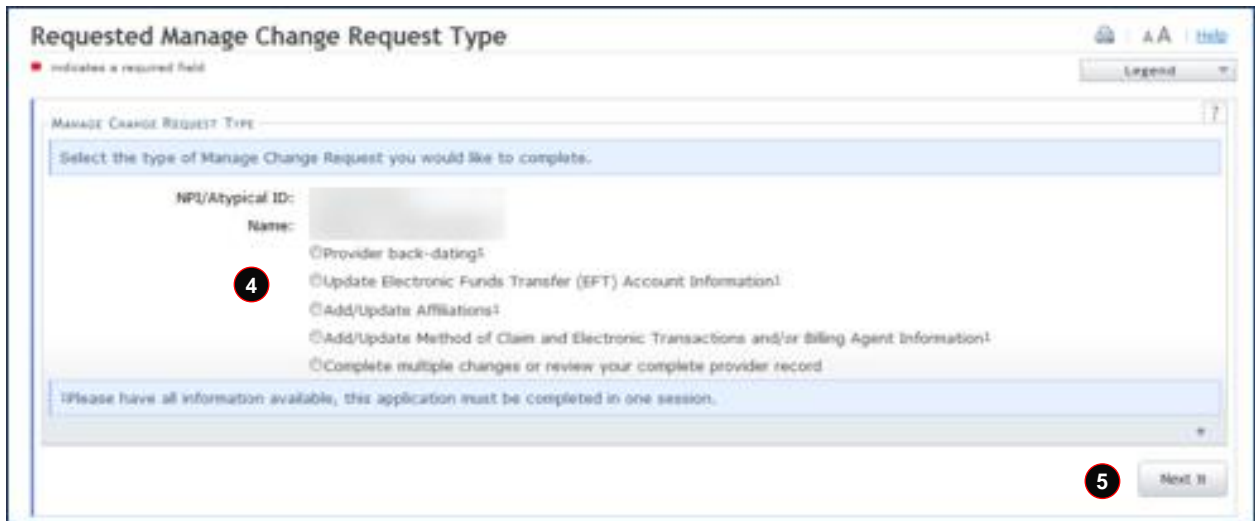 Requested Manage Change Request Type
AA Help
indicates a required field
Legend
MANAGE CHANGE REQUEST TYPE
?
Select the type of Manage Change Request you would like to complete.
NPI/Atypical ID:
Name:
Provider back-dating‡
4
Update Electronic Funds Transfer (EFT) Account Information‡
Add/Update Affiliations‡
Add/Update Method of Claim and Electronic Transactions and/or Billing Agent Information‡
Complete multiple changes or review your complete provider record
‡Please have all information available, this application must be completed in one session.
5
Next »